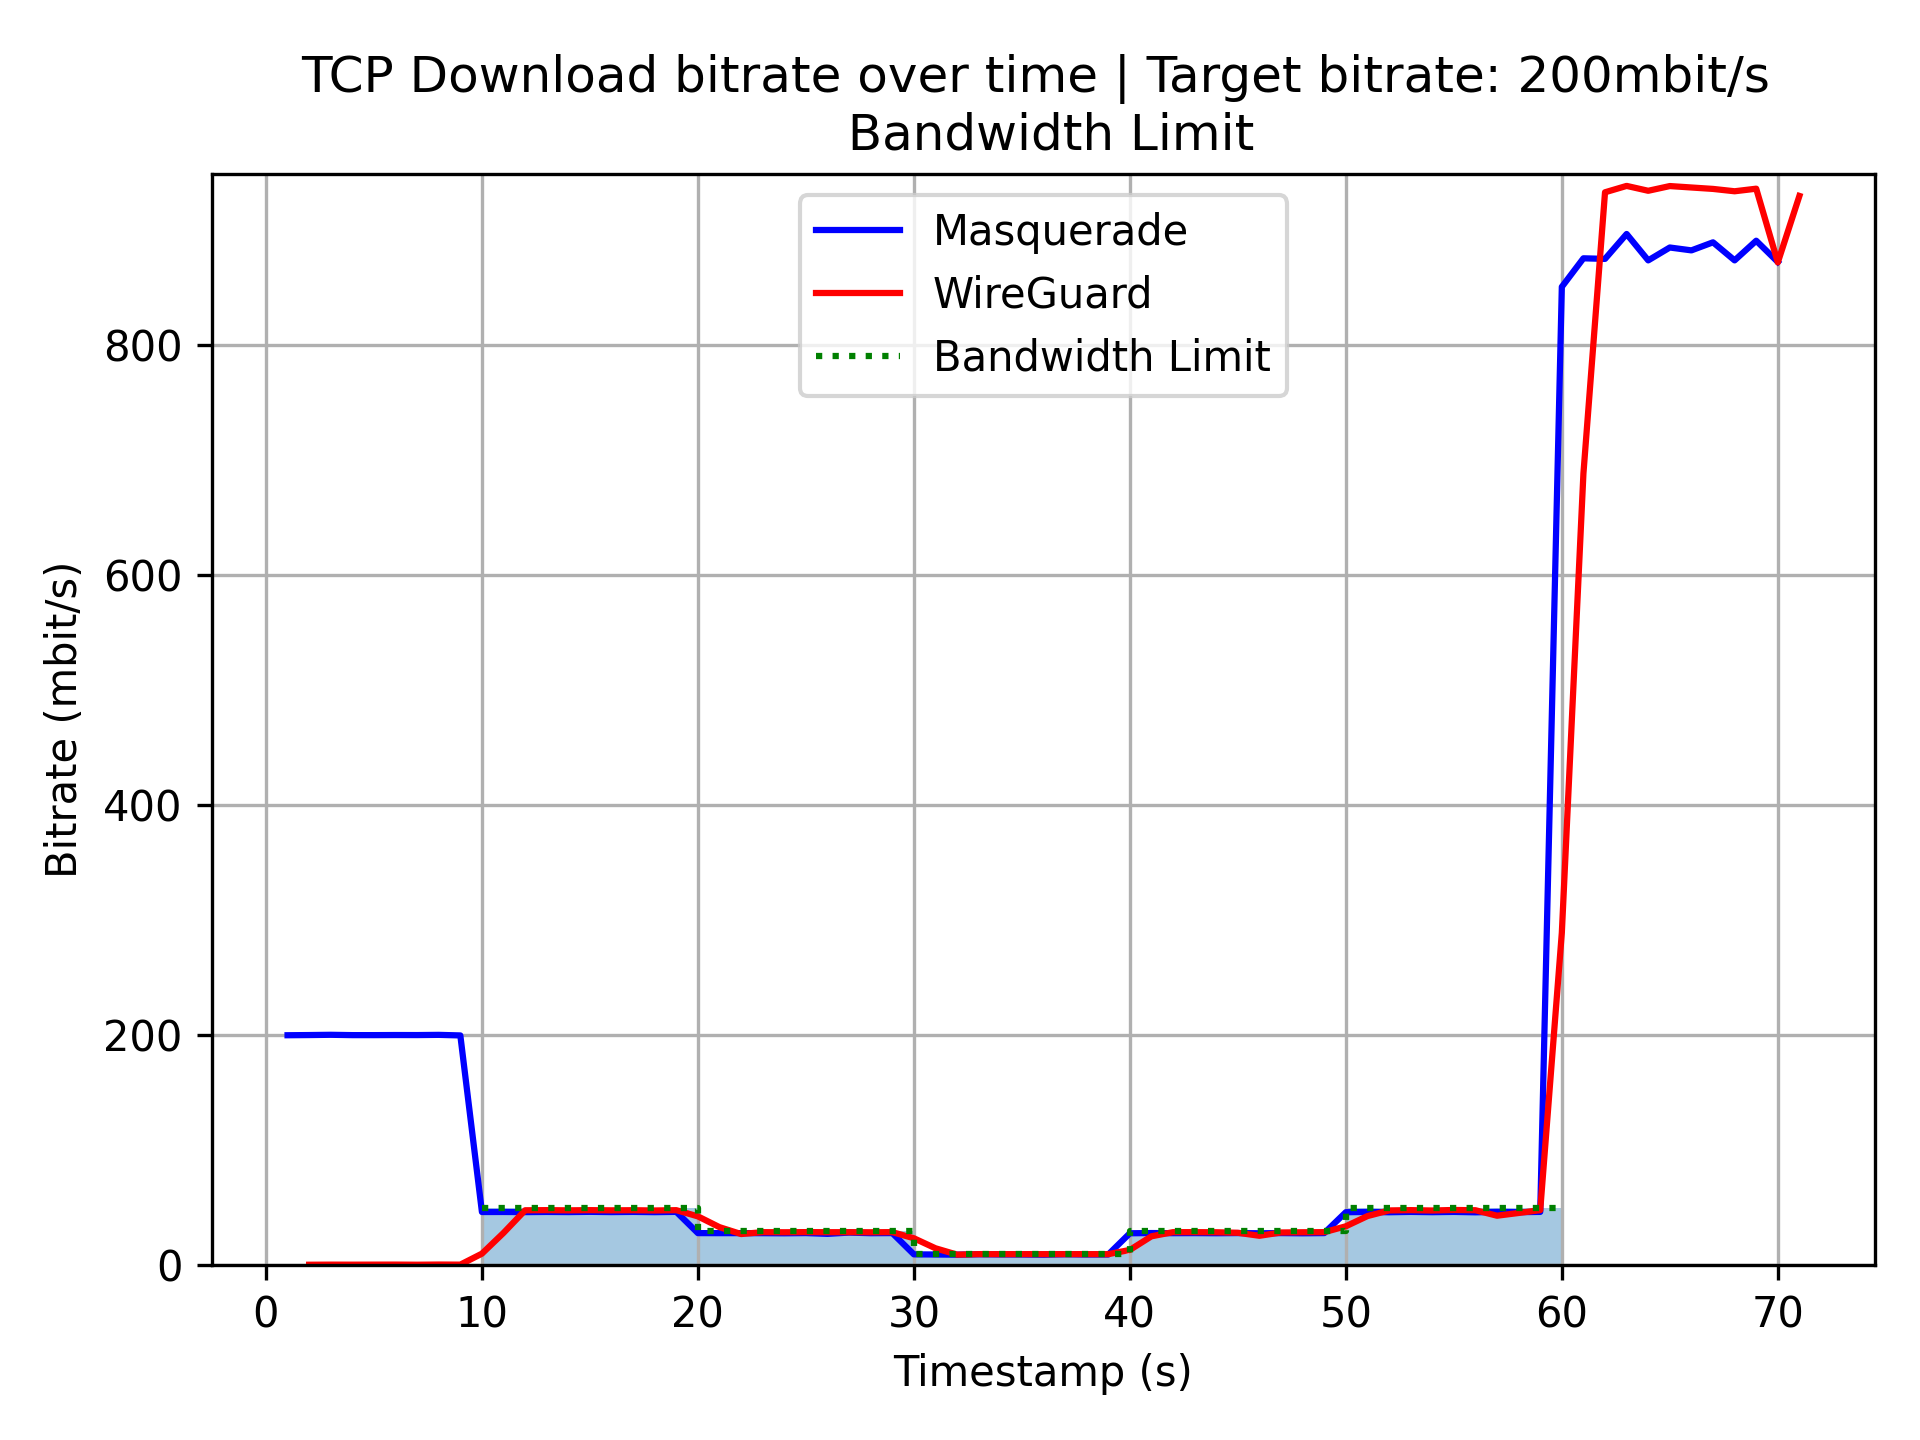 TCP Download bitrate over time | Target bitrate: 200mbit/s
Bandwidth Limit
Masquerade
WireGuard
Bandwidth Limit
Bitrate (mbit/s)
800
600
400
200
0
0 10 20 30 40 50 60 70
Timestamp (s)